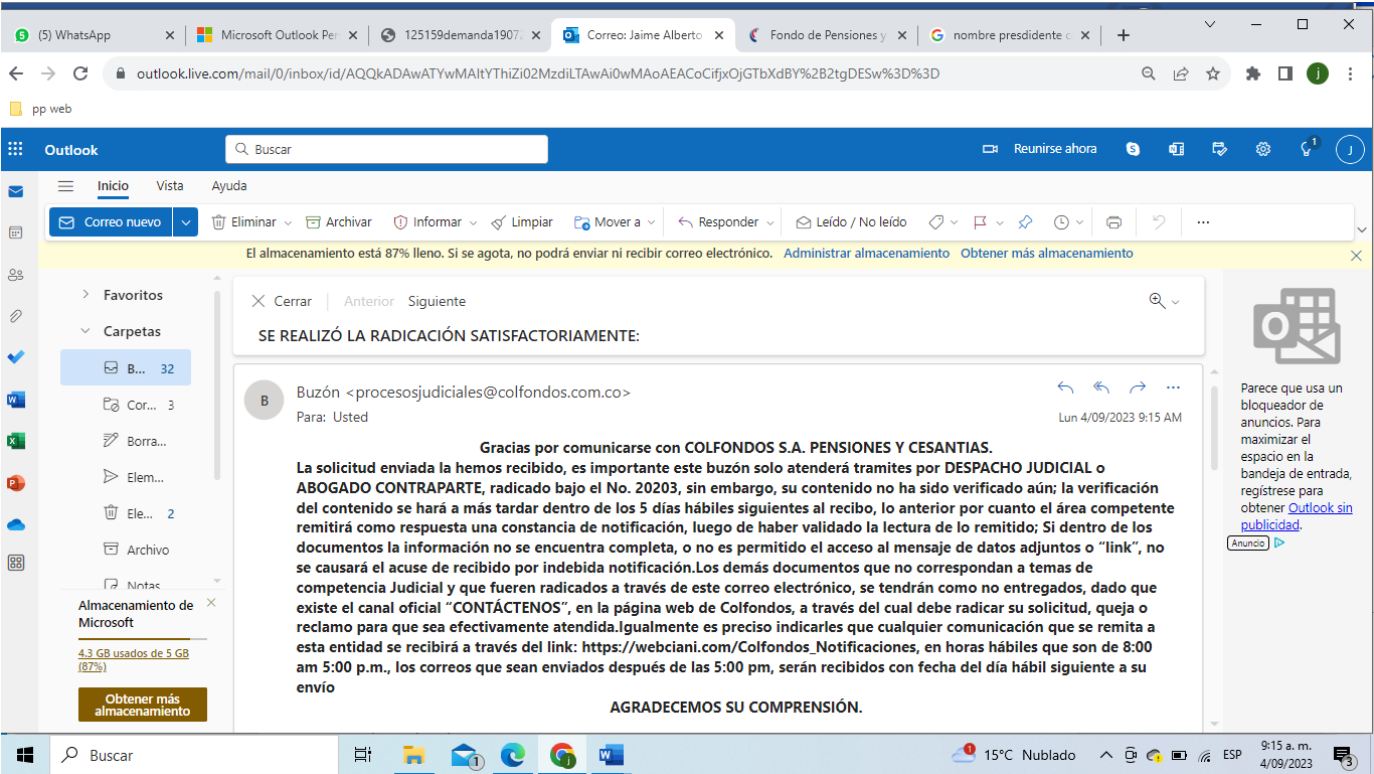 (5) WhatsApp
Microsoft Outlook Per
125159demanda1907
Correo: Jaime Alberto
Fondo de Pensiones y
nombre presdidente c
outlook.live.com/mail/0/inbox/id/AQQkADAwATYwMAItYThiZi02MzdiLTAwAi0wMAoAEACoCifjxOjGTbXdBY%2B2tgDESw%3D%3D
pp web
Outlook
Buscar
Reunirse ahora
1
J
Inicio Vista Ayuda
Correo nuevo Eliminar Archivar Informar Limpiar Mover a Responder Leído / No leído
El almacenamiento está 87% lleno. Si se agota, no podrá enviar ni recibir correo electrónico. Administrar almacenamiento Obtener más almacenamiento
Favoritos
Carpetas
B... 32
Cor... 3
Borra...
Elem...
Ele... 2
Archivo
Notas
Almacenamiento de
Microsoft
4.3 GB usados de 5 GB
(87%)
Obtener más
almacenamiento
Cerrar Anterior Siguiente
SE REALIZÓ LA RADICACIÓN SATISFACTORIAMENTE:
B
Buzón <procesosjudiciales@colfondos.com.co>
Para: Usted
Lun 4/09/2023 9:15 AM
Gracias por comunicarse con COLFONDOS S.A. PENSIONES Y CESANTIAS.
La solicitud enviada la hemos recibido, es importante este buzón solo atenderá tramites por DESPACHO JUDICIAL o
ABOGADO CONTRAPARTE, radicado bajo el No. 20203, sin embargo, su contenido no ha sido verificado aún; la verificación
del contenido se hará a más tardar dentro de los 5 días hábiles siguientes al recibo, lo anterior por cuanto el área competente
remitirá como respuesta una constancia de notificación, luego de haber validado la lectura de lo remitido; Si dentro de los
documentos la información no se encuentra completa, o no es permitido el acceso al mensaje de datos adjuntos o “link”, no
se causará el acuse de recibido por indebida notificación.Los demás documentos que no correspondan a temas de
competencia Judicial y que fueren radicados a través de este correo electrónico, se tendrán como no entregados, dado que
existe el canal oficial “CONTÁCTENOS”, en la página web de Colfondos, a través del cual debe radicar su solicitud, queja o
reclamo para que sea efectivamente atendida.Igualmente es preciso indicarles que cualquier comunicación que se remita a
esta entidad se recibirá a través del link: https://webciani.com/Colfondos_Notificaciones, en horas hábiles que son de 8:00
am 5:00 p.m., los correos que sean enviados después de las 5:00 pm, serán recibidos con fecha del día hábil siguiente a su
envío
AGRADECEMOS SU COMPRENSIÓN.
Parece que usa un
bloqueador de
anuncios. Para
maximizar el
espacio en la
bandeja de entrada,
regístrese para
obtener Outlook sin
publicidad.
Anuncio
Buscar
1
1
15°C Nublado
ESP
9:15 a. m.
4/09/2023
3